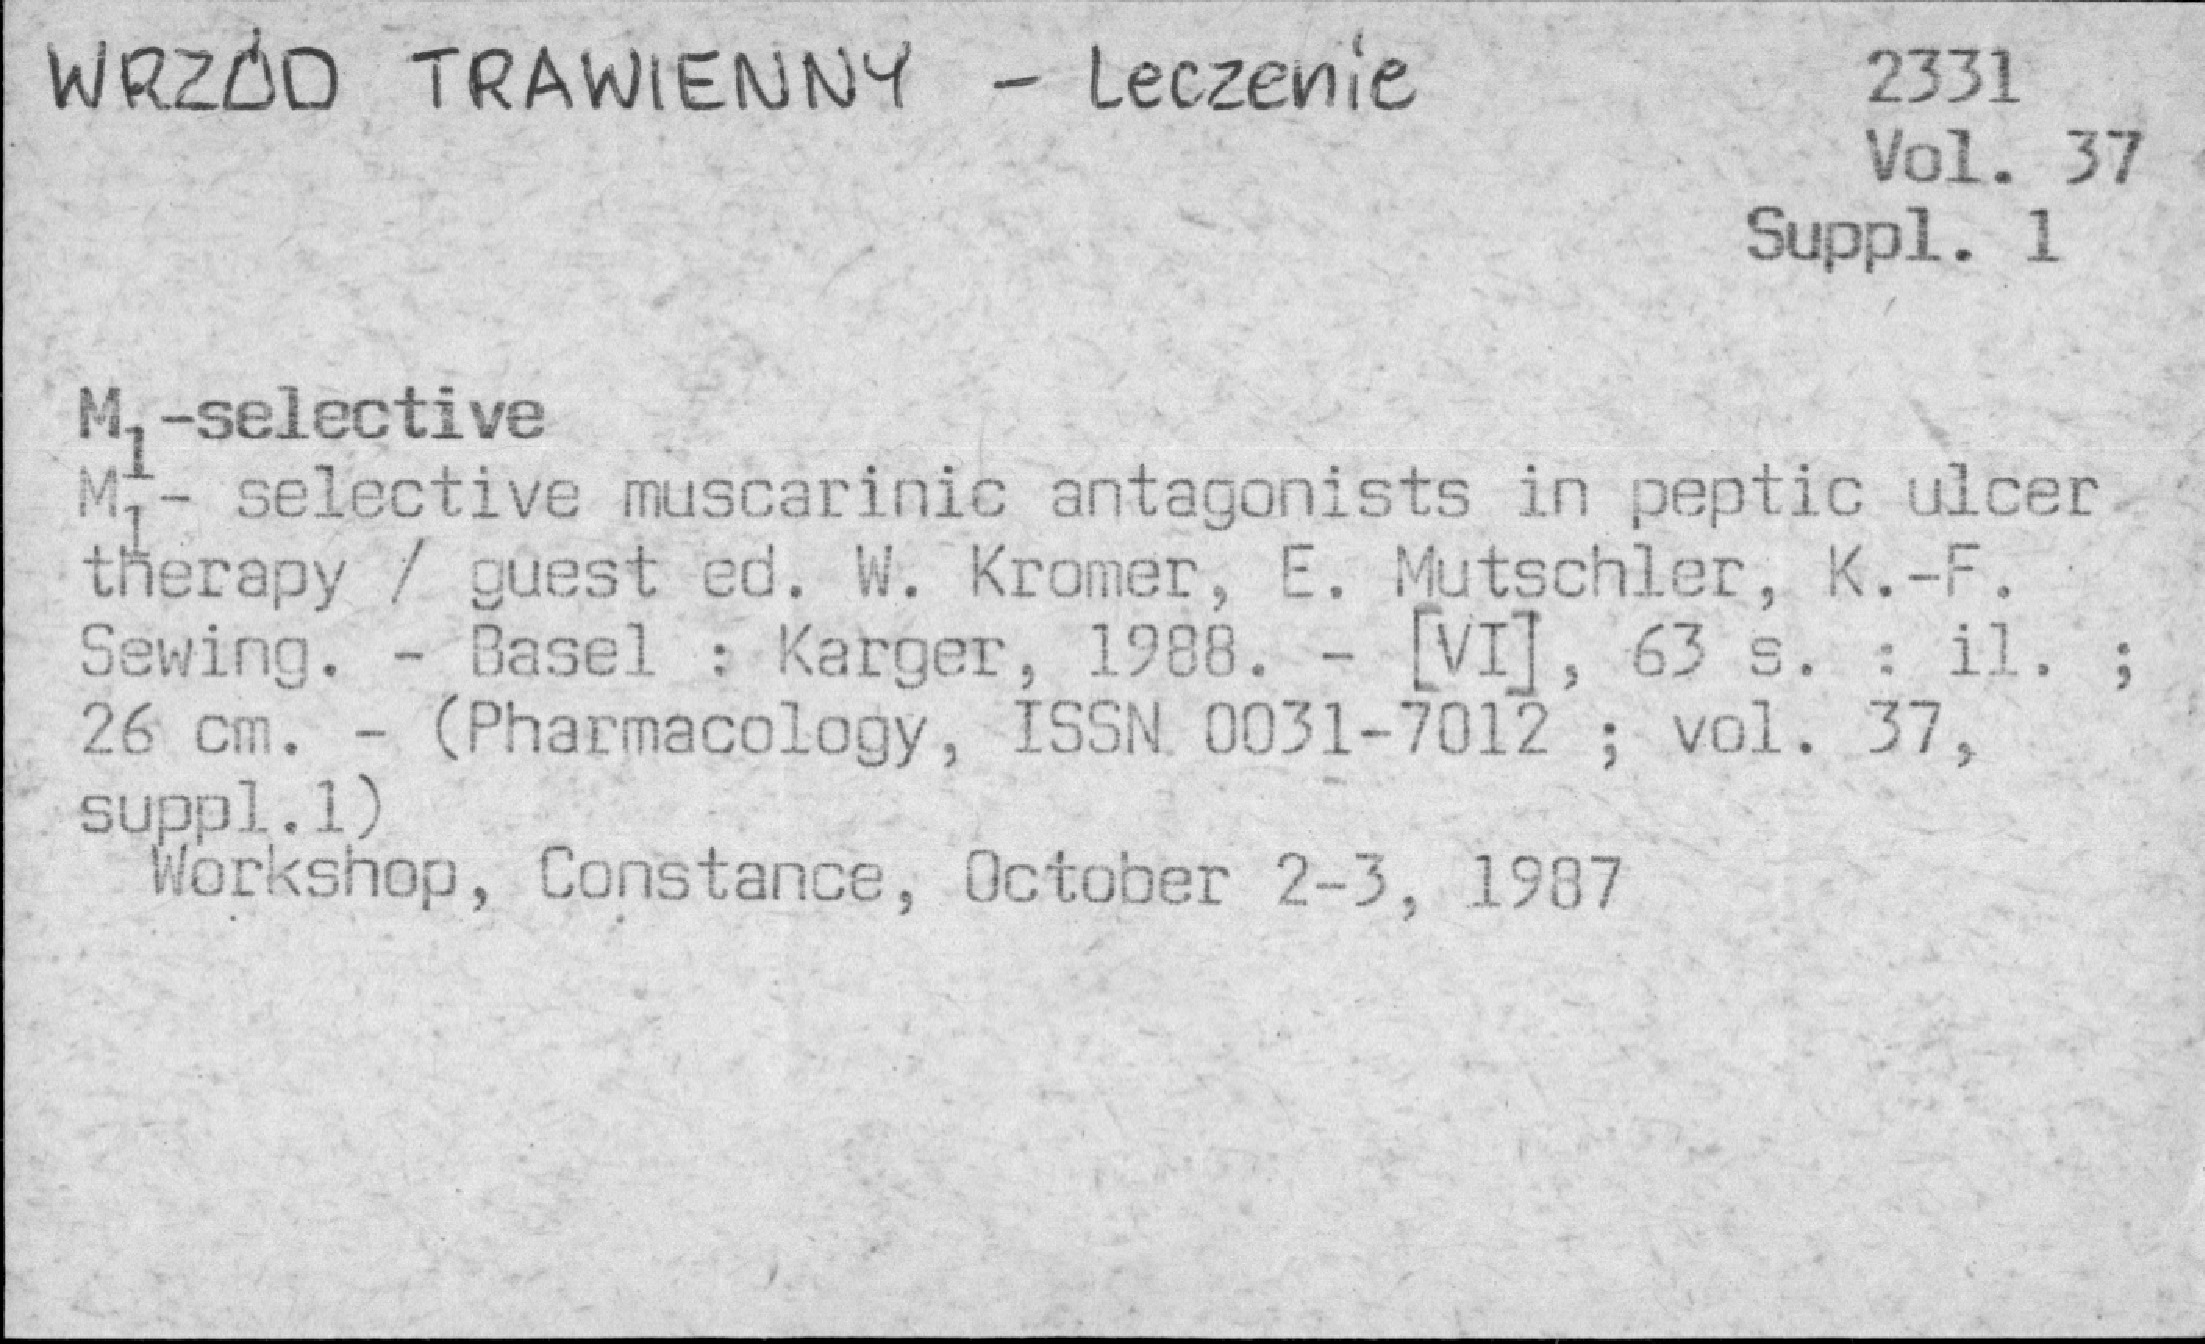 WRZÓD TRAWIENNY - Leczenie 2331
Vol. 37
Suppl. 1
M₁-selective
M₁- selective muscarinic antagonists in peptic ulcer
therapy / guest ed. W. Kromer, E. Mutschler, K.-F.
Sewing. - Basel : Karger, 1988. - [VI], 63 s. : il. ;
26 cm. - (Pharmacology, ISSN 0031-7012 ; vol. 37,
suppl.1)
Workshop, Constance, October 2-3, 1987